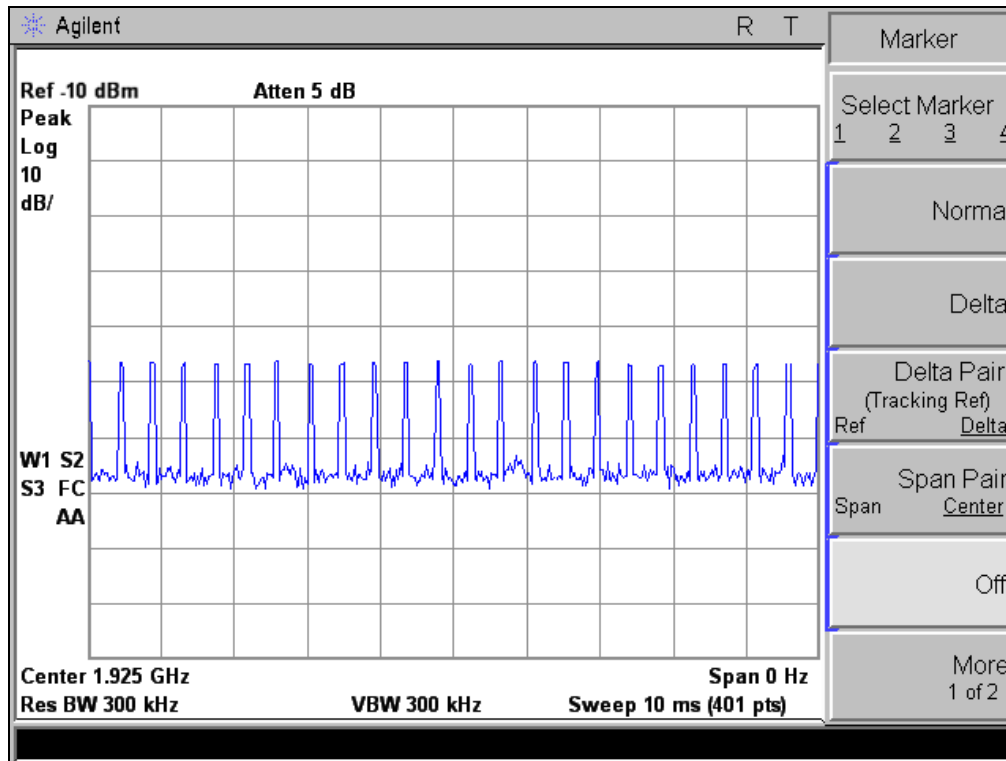 Agilent R T
Ref -10 dBm Atten 5 dB
Peak
Log
10
dB/
W1 S2
S3 FC
AA
Center 1.925 GHz Span 0 Hz
Res BW 300 kHz VBW 300 kHz Sweep 10 ms (401 pts)
Marker
Select Marker
1 2 3 4
Norma
Delta
Delta Pair
(Tracking Ref)
Ref Delta
Span Pair
Span Center
Off
More
1 of 2